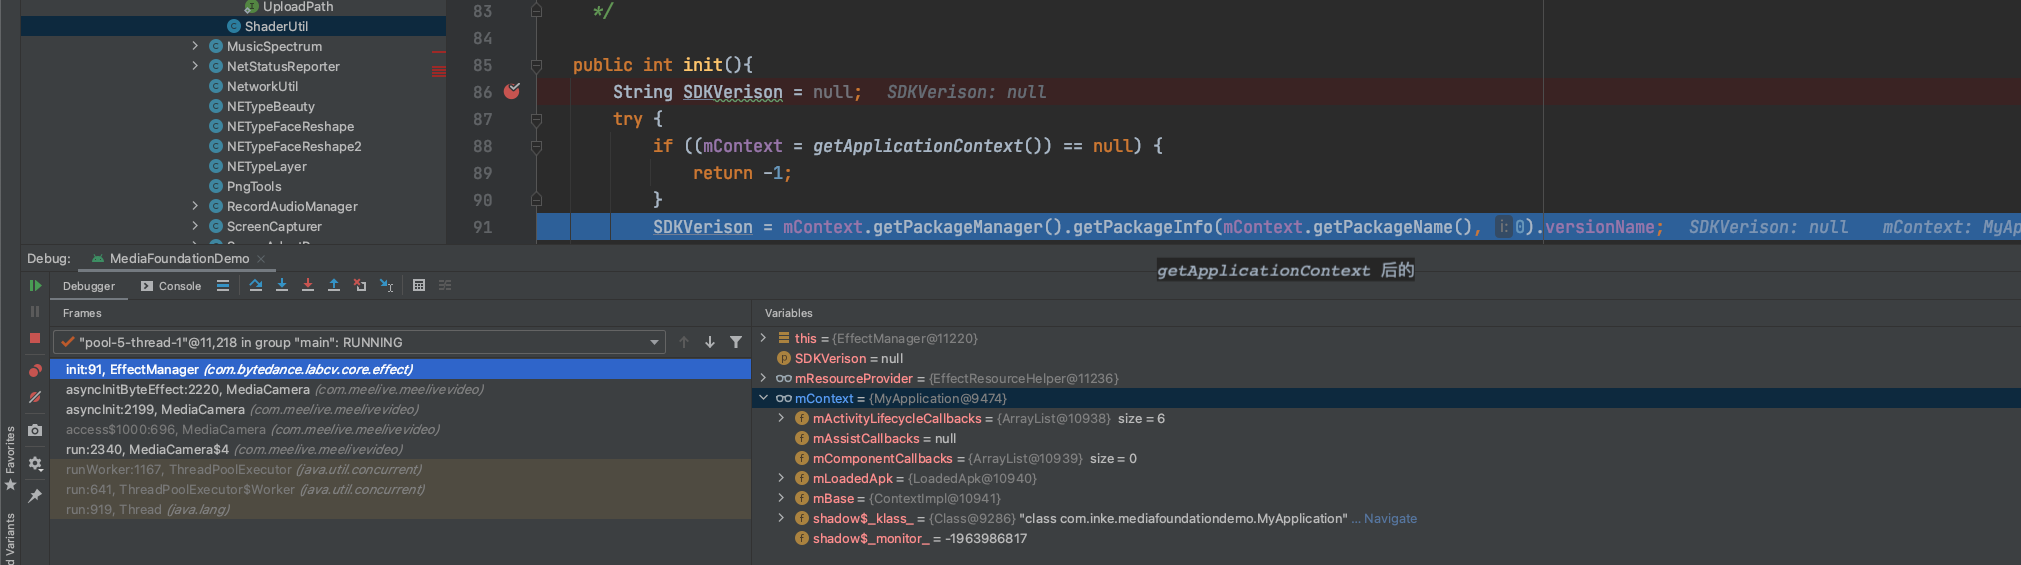 UploadPath
ShaderUtil
MusicSpectrum
NetStatusReporter
NetworkUtil
NETypeBeauty
NETypeFaceReshape
NETypeFaceReshape2
NETypeLayer
PngTools
RecordAudioManager
ScreenCapturer
83 */
84
85 public int init(){
86 String SDKVerison = null; SDKVerison: null
87 try {
88 if ((mContext = getApplicationContext()) == null) {
89 return -1;
90 }
91 SDKVerison = mContext.getPackageManager().getPackageInfo(mContext.getPackageName(), i: 0).versionName; SDKVerison: null mContext: MyAp
getApplicationContext 后的
Debug: MediaFoundationDemo
Debugger Console
Frames
"pool-5-thread-1"@11,218 in group "main": RUNNING
init:91, EffectManager (com.bytedance.labcv.core.effect)
asyncInitByteEffect:2220, MediaCamera (com.meelive.meelivevideo)
asyncInit:2199, MediaCamera (com.meelive.meelivevideo)
access$1000:696, MediaCamera (com.meelive.meelivevideo)
run:2340, MediaCamera$4 (com.meelive.meelivevideo)
runWorker:1167, ThreadPoolExecutor (java.util.concurrent)
run:641, ThreadPoolExecutor$Worker (java.util.concurrent)
run:919, Thread (java.lang)
Variables
this = {EffectManager@11220}
SDKVerison = null
mResourceProvider = {EffectResourceHelper@11236}
mContext = {MyApplication@9474}
mActivityLifecycleCallbacks = {ArrayList@10938} size = 6
mAssistCallbacks = null
mComponentCallbacks = {ArrayList@10939} size = 0
mLoadedApk = {LoadedApk@10940}
mBase = {ContextImpl@10941}
shadow$_klass_ = {Class@9286} "class com.inke.mediafoundationdemo.MyApplication" ... Navigate
shadow$_monitor_ = -1963986817
Favorites
d Variants